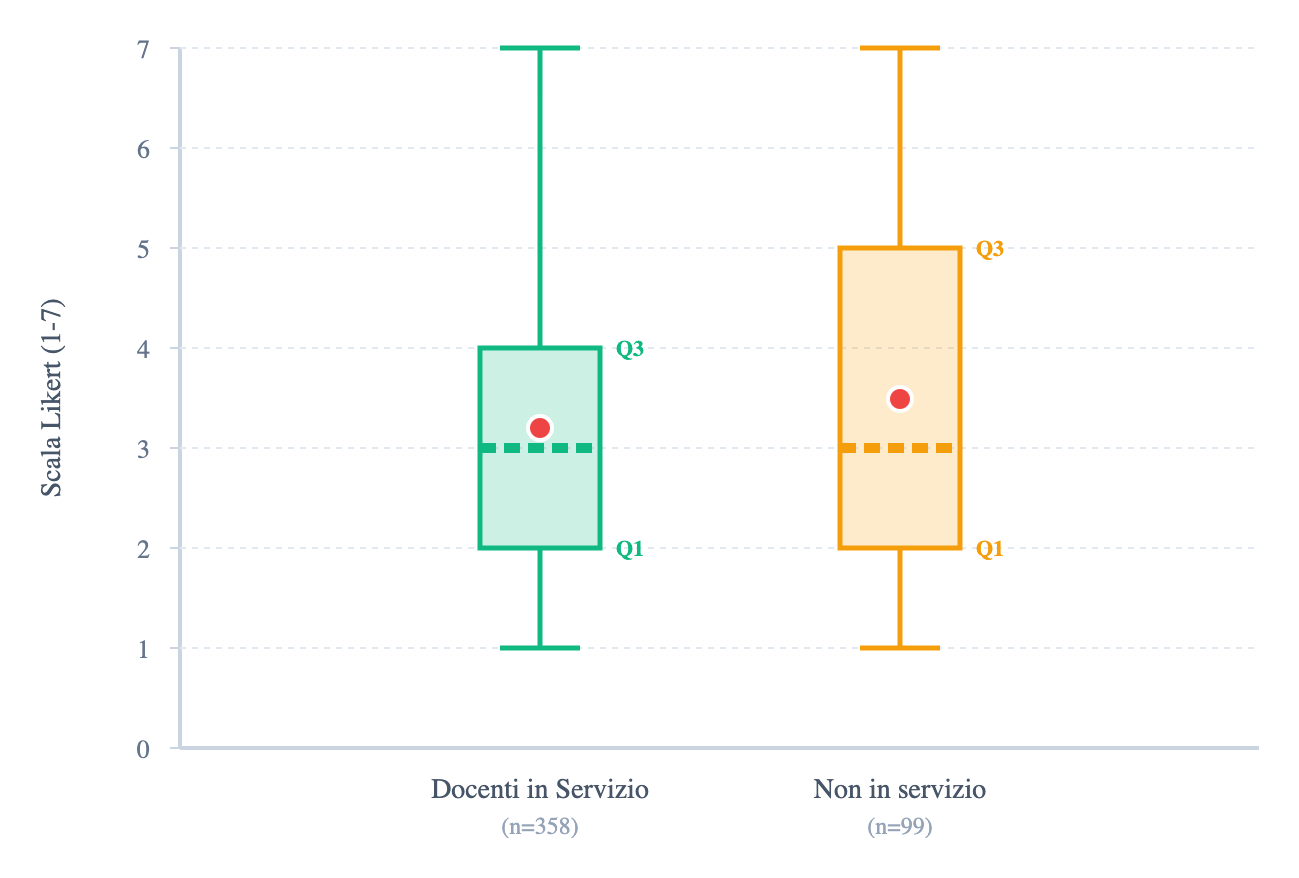 7
6
5
4
3
2
1
0
Scala Likert (1-7)
Q3
Q1
Q3
Q1
Docenti in Servizio
(n=358)
Non in servizio
(n=99)